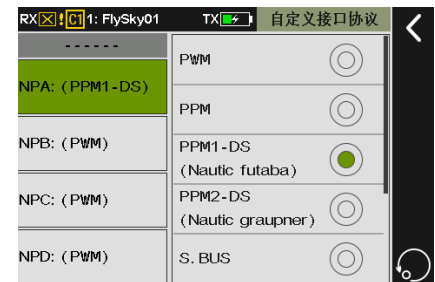 RX C1 1: FlySky01 TX 自定义接口协议
------
NPA: (PPM1-DS)
NPB: (PWM)
NPC: (PWM)
NPD: (PWM)
PWM
PPM
PPM1-DS
(Nautic futaba)
PPM2-DS
(Nautic graupner)
S.BUS